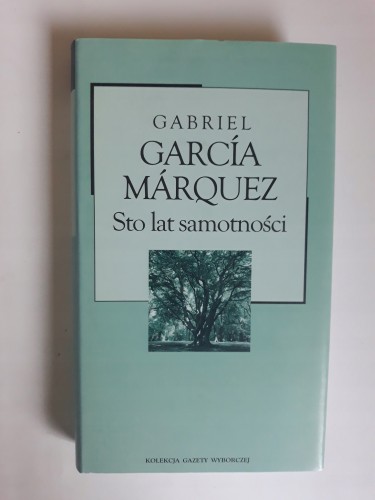 GABRIEL
GARCÍA
MÁRQUEZ
Sto lat samotności
KOLEKCJA GAZETY WYBORCZEJ